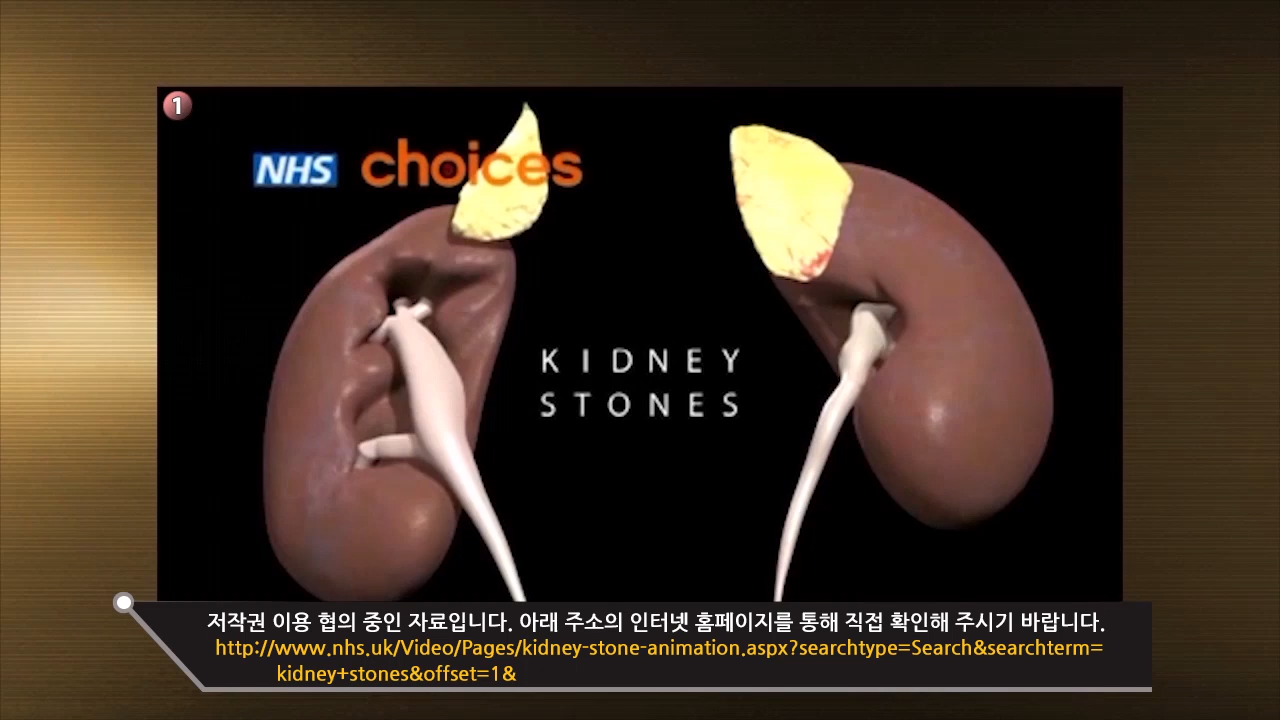 1
NHS choices
KIDNEY
STONES
저작권 이용 협의 중인 자료입니다. 아래 주소의 인터넷 홈페이지를 통해 직접 확인해 주시기 바랍니다.
http://www.nhs.uk/Video/Pages/kidney-stone-animation.aspx?searchtype=Search&searchterm=
kidney+stones&offset=1&